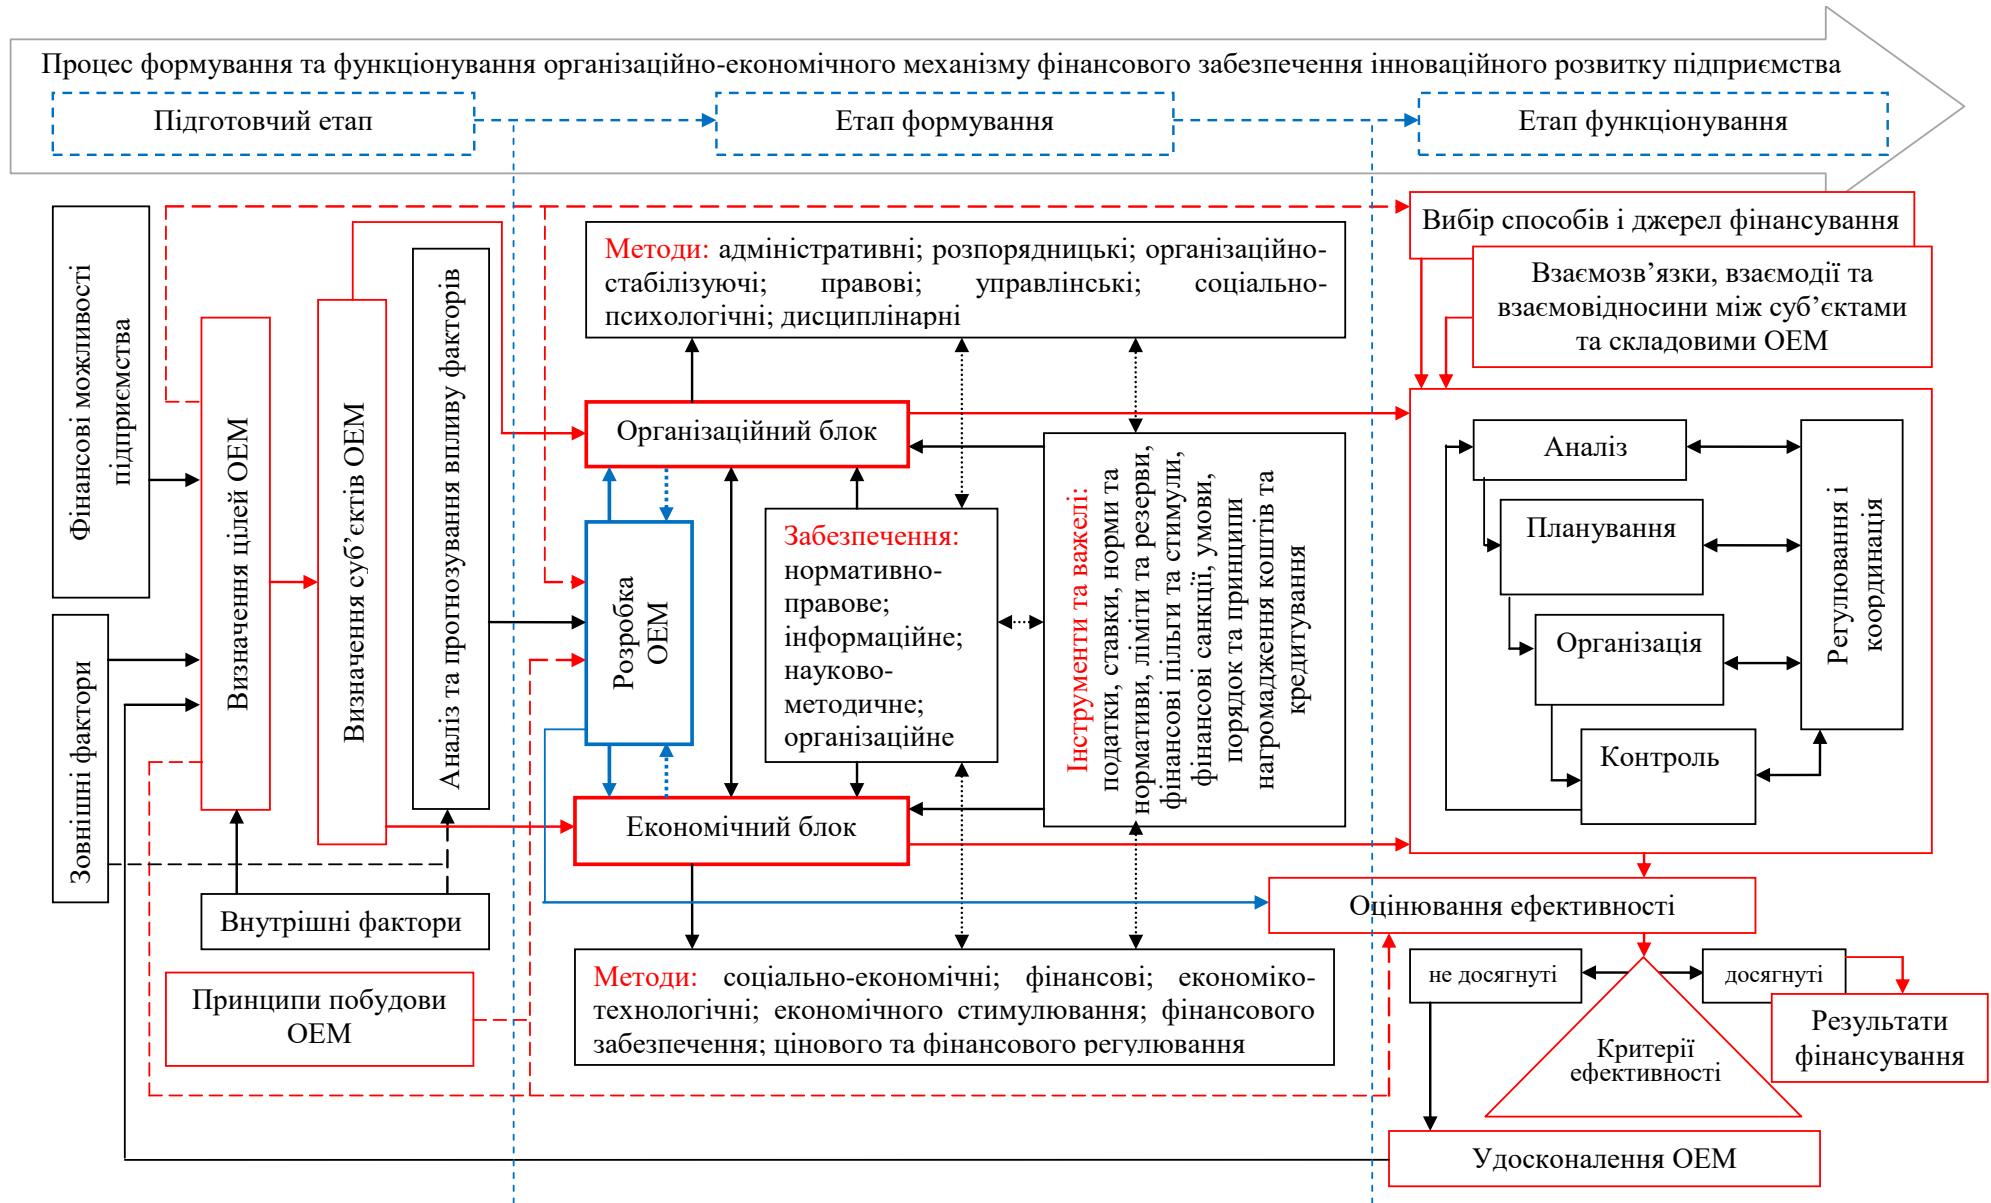 Процес формування та функціонування організаційно-економічного механізму фінансового забезпечення інноваційного розвитку підприємства
Підготовчий етап
Етап формування
Етап функціонування
Фінансові можливості
підприємства
Зовнішні фактори
Визначення цілей ОЕМ
Визначення суб’єктів ОЕМ
Аналіз та прогнозування впливу факторів
Внутрішні фактори
Принципи побудови
ОЕМ
Методи: адміністративні; розпорядницькі; організаційно-
стабілізуючі; правові; управлінські; соціально-
психологічні; дисциплінарні
Організаційний блок
Розробка
ОЕМ
Забезпечення:
нормативно-
правове;
інформаційне;
науково-
методичне;
організаційне
Інструменти та важелі:
податки, ставки, норми та
нормативи, ліміти та резерви,
фінансові пільги та стимули,
фінансові санкції, умови,
порядок та принципи
нагромадження коштів та
кредитування
Економічний блок
Методи: соціально-економічні; фінансові; економіко-
технологічні; економічного стимулювання; фінансового
забезпечення; цінового та фінансового регулювання
Вибір способів і джерел фінансування
Взаємозв’язки, взаємодії та
взаємовідносини між суб’єктами
та складовими ОЕМ
Аналіз
Планування
Організація
Контроль
Регулювання і
координація
Оцінювання ефективності
не досягнуті
досягнуті
Критерії
ефективності
Результати
фінансування
Удосконалення ОЕМ